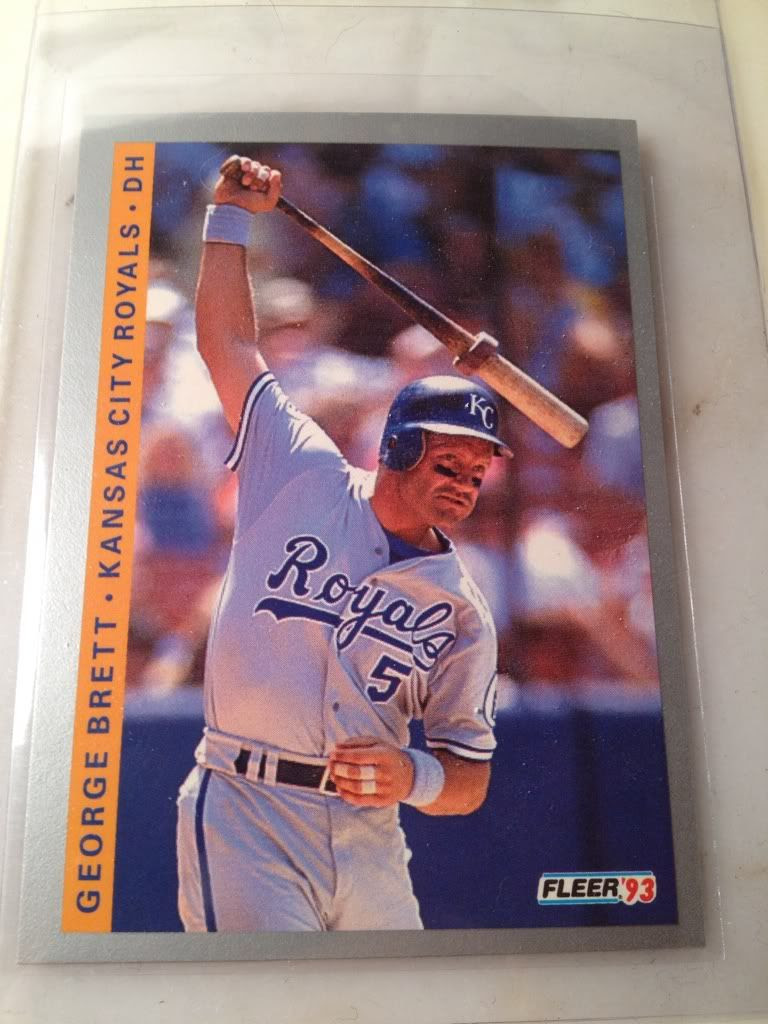 GEORGE BRETT • KANSAS CITY ROYALS • DH
KC
Royals
5
FLEER '93